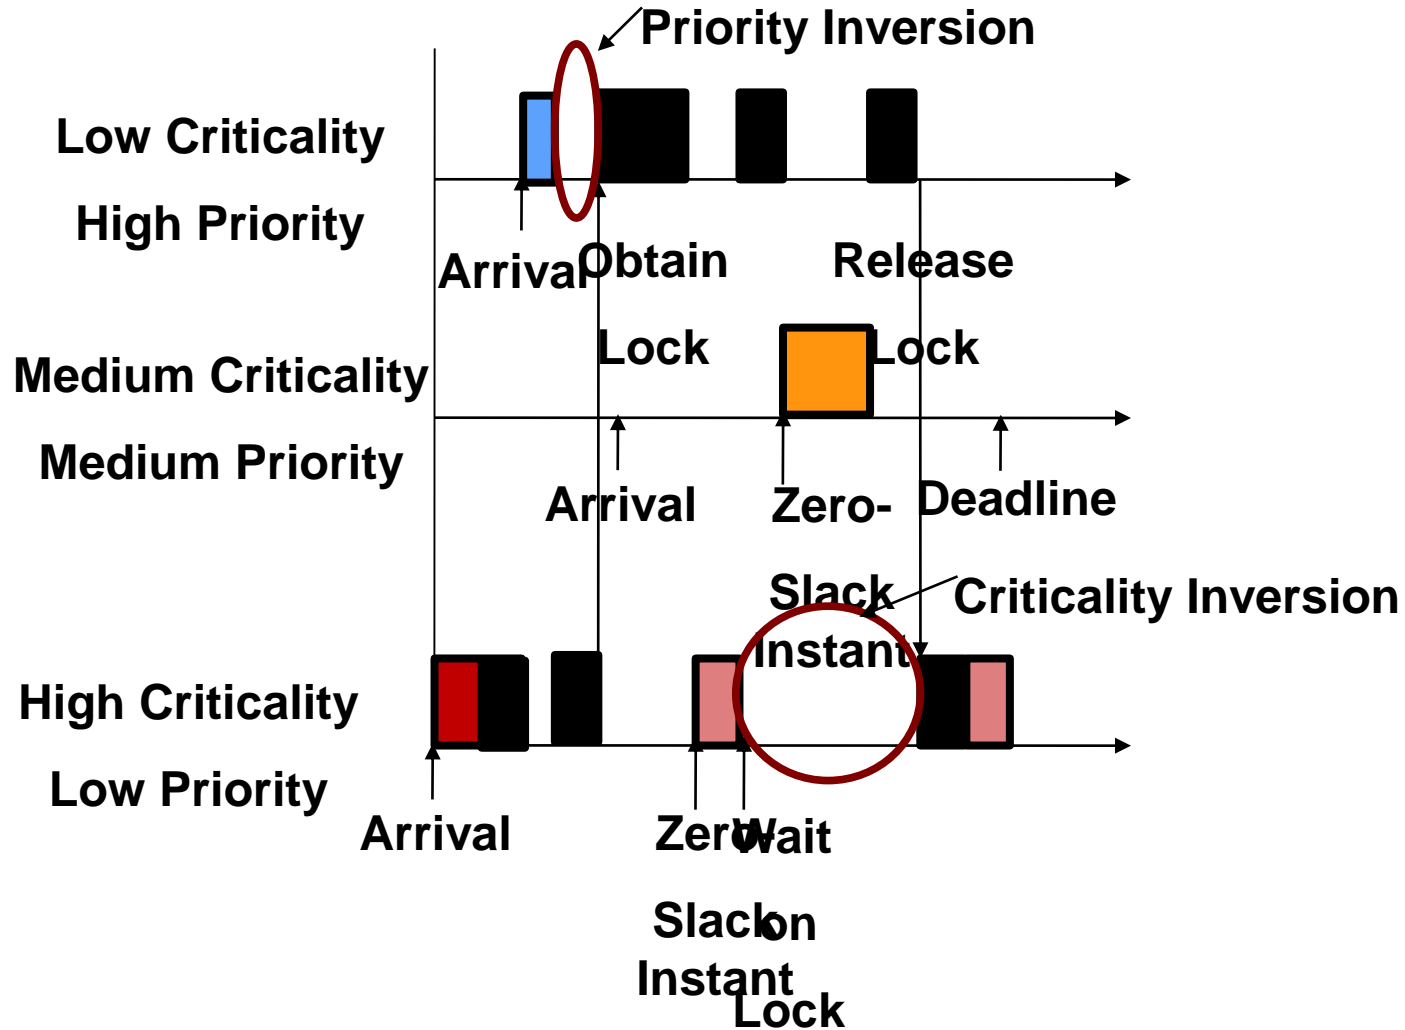 Priority Inversion
Low Criticality
High Priority
Arrival
Obtain
Lock
Release
Lock
Medium Criticality
Medium Priority
Arrival
Zero-
Slack
Instant
Deadline
Criticality Inversion
High Criticality
Low Priority
Arrival
Zero-
Slack
Instant
Wait
on
Lock